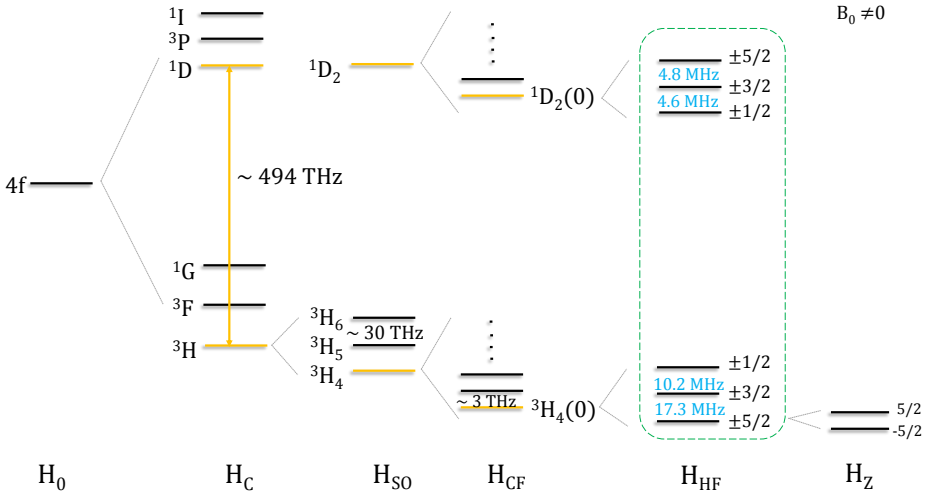 B₀ ≠0
¹I
³P
¹D
¹D₂
¹D₂(0)
±5/2
4.8 MHz
±3/2
4.6 MHz
±1/2
~ 494 THz
4f
¹G
³F
³H
³H₆
~ 30 THz
³H₅
³H₄
~ 3 THz
³H₄(0)
±1/2
10.2 MHz
±3/2
17.3 MHz
±5/2
5/2
-5/2
H₀
H_C
H_SO
H_CF
H_HF
H_Z